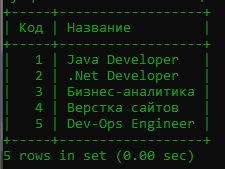 Код | Название
1 | Java Developer
2 | .Net Developer
3 | Бизнес-аналитика
4 | Верстка сайтов
5 | Dev-Ops Engineer
5 rows in set (0.00 sec)